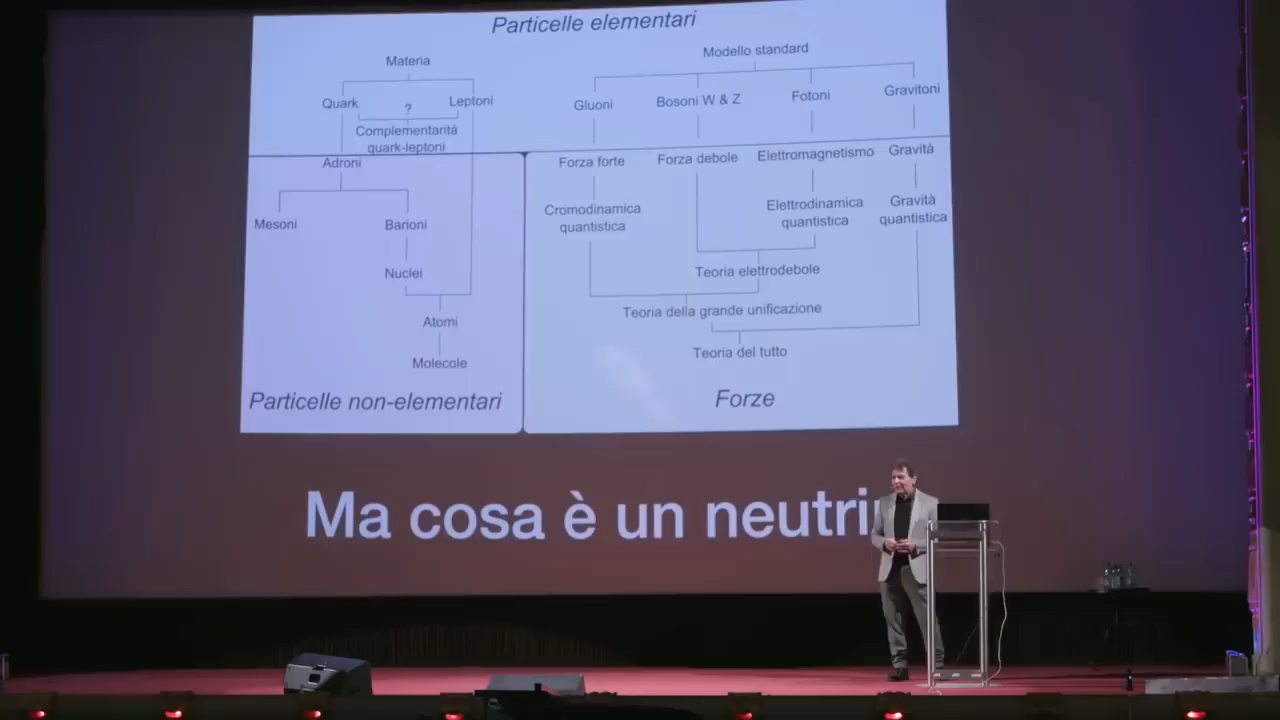 Particelle elementari
Materia
Modello standard
Quark
?
Leptoni
Gluoni
Bosoni W & Z
Fotoni
Gravitoni
Complementarità
quark-leptoni
Adroni
Forza forte
Forza debole
Elettromagnetismo
Gravità
Mesoni
Barioni
Cromodinamica
quantistica
Elettrodinamica
quantistica
Gravità
quantistica
Nuclei
Teoria elettrodebole
Atomi
Teoria della grande unificazione
Molecole
Teoria del tutto
Particelle non-elementari
Forze
Ma cosa è un neutri